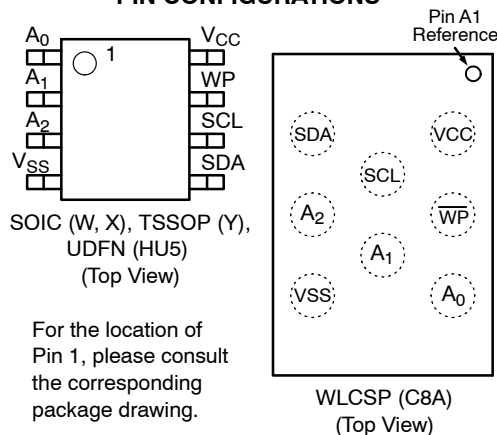 PIN CONFIGURATIONS
A0
A1
A2
VSS
1
VCC
WP
SCL
SDA
SOIC (W, X), TSSOP (Y),
UDFN (HU5)
(Top View)
For the location of
Pin 1, please consult
the corresponding
package drawing.
Pin A1
Reference
SDA
VCC
SCL
A2
WP
A1
VSS
A0
WLCSP (C8A)
(Top View)